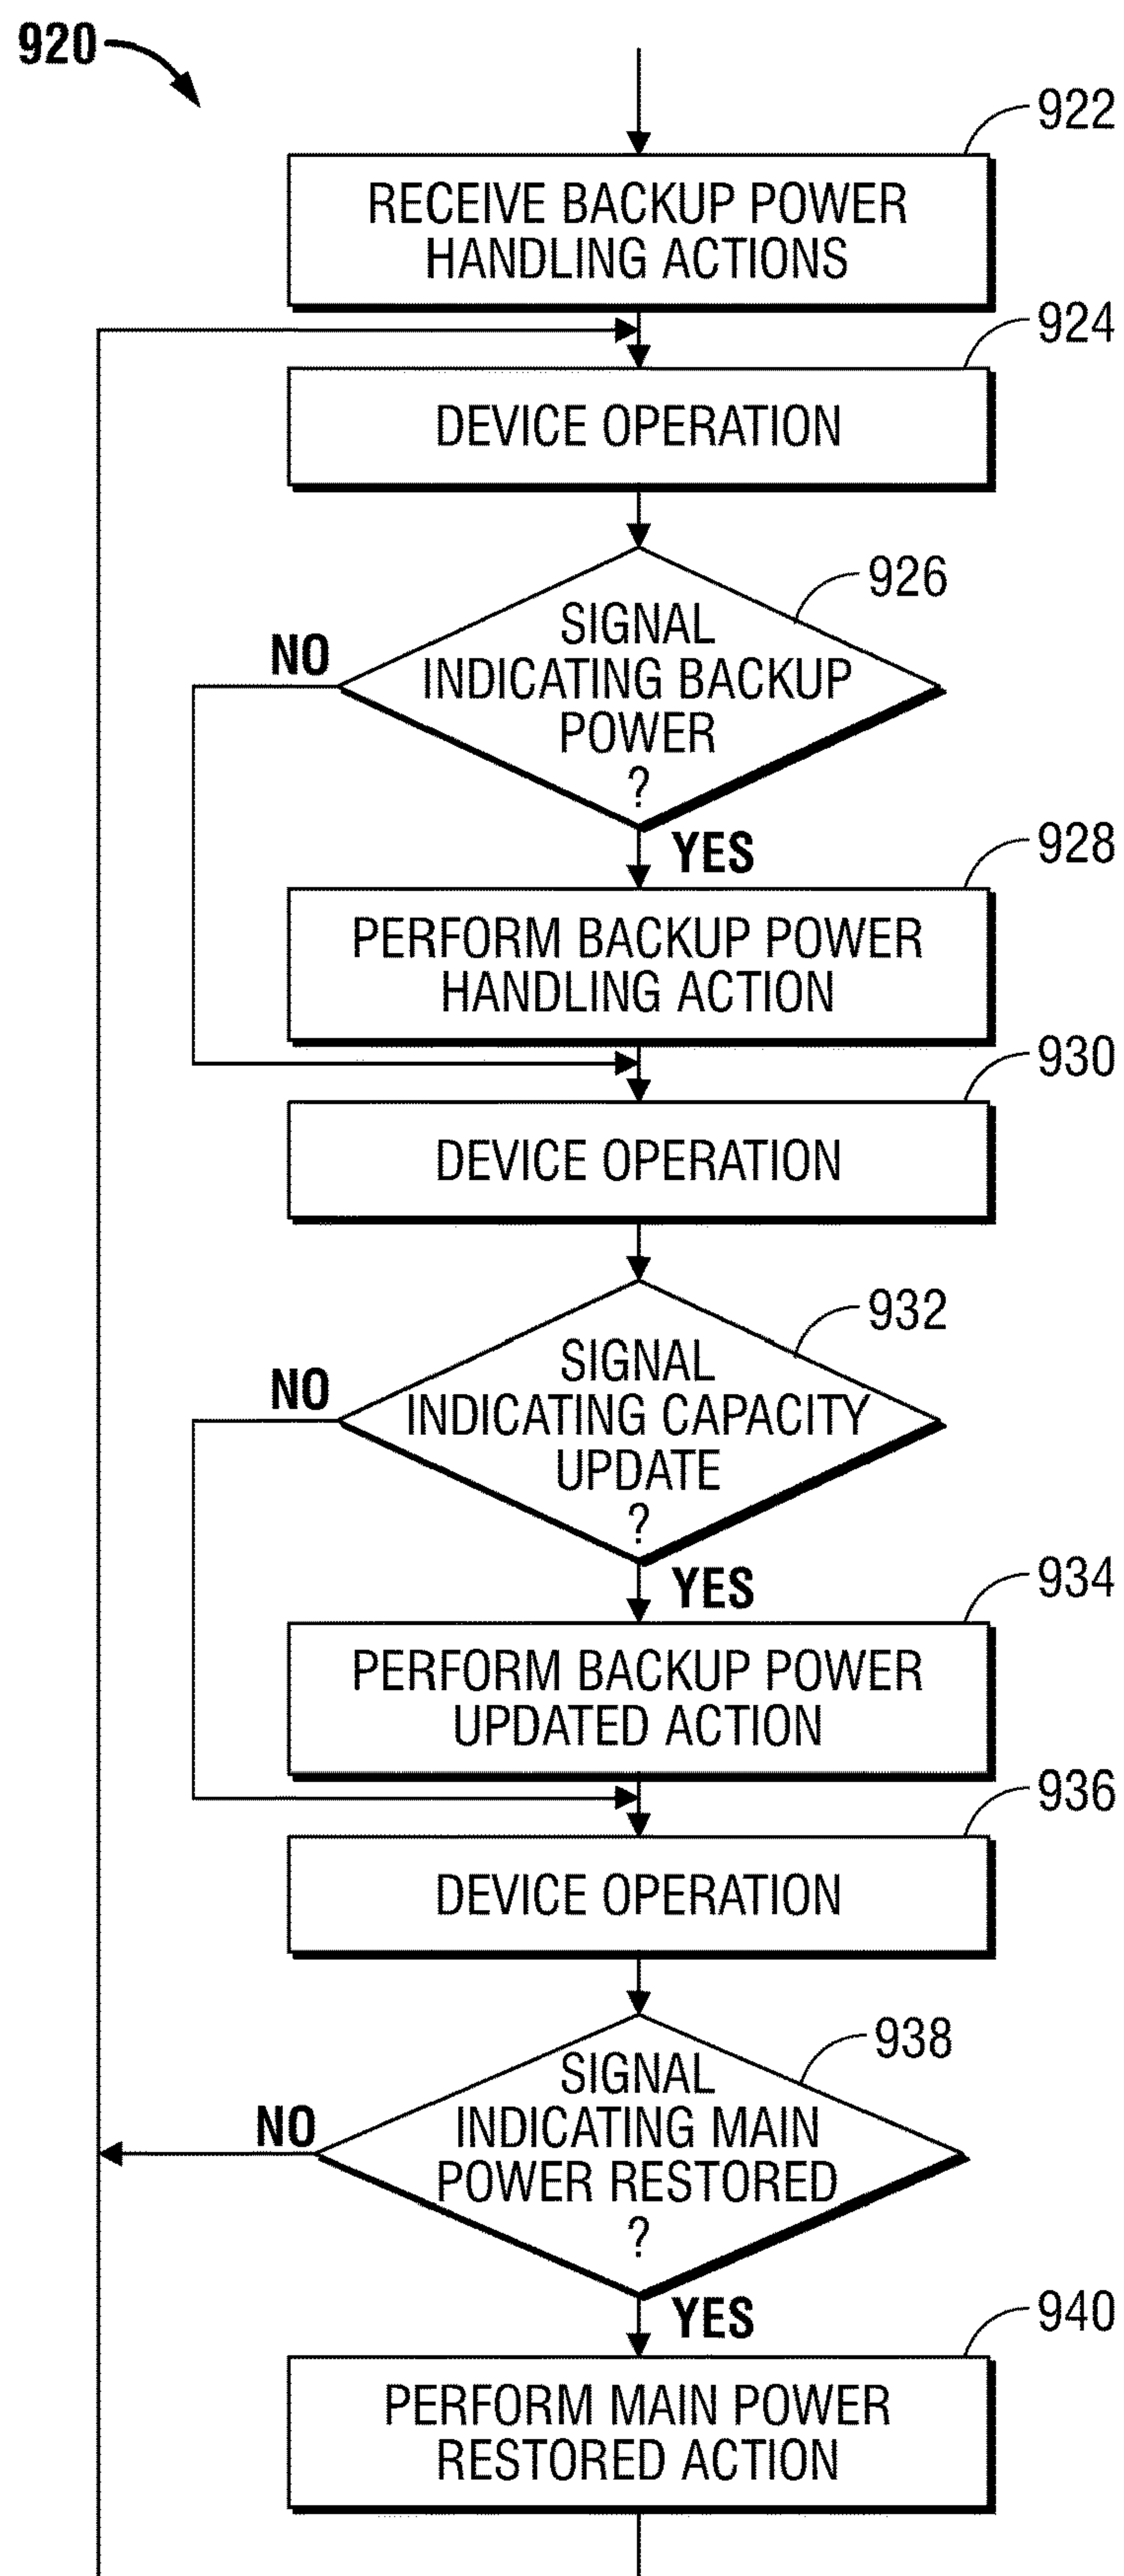 920
922
RECEIVE BACKUP POWER
HANDLING ACTIONS
924
DEVICE OPERATION
926
SIGNAL
INDICATING BACKUP
POWER
?
NO
YES
928
PERFORM BACKUP POWER
HANDLING ACTION
930
DEVICE OPERATION
932
SIGNAL
INDICATING CAPACITY
UPDATE
?
NO
YES
934
PERFORM BACKUP POWER
UPDATED ACTION
936
DEVICE OPERATION
938
SIGNAL
INDICATING MAIN
POWER RESTORED
?
NO
YES
940
PERFORM MAIN POWER
RESTORED ACTION